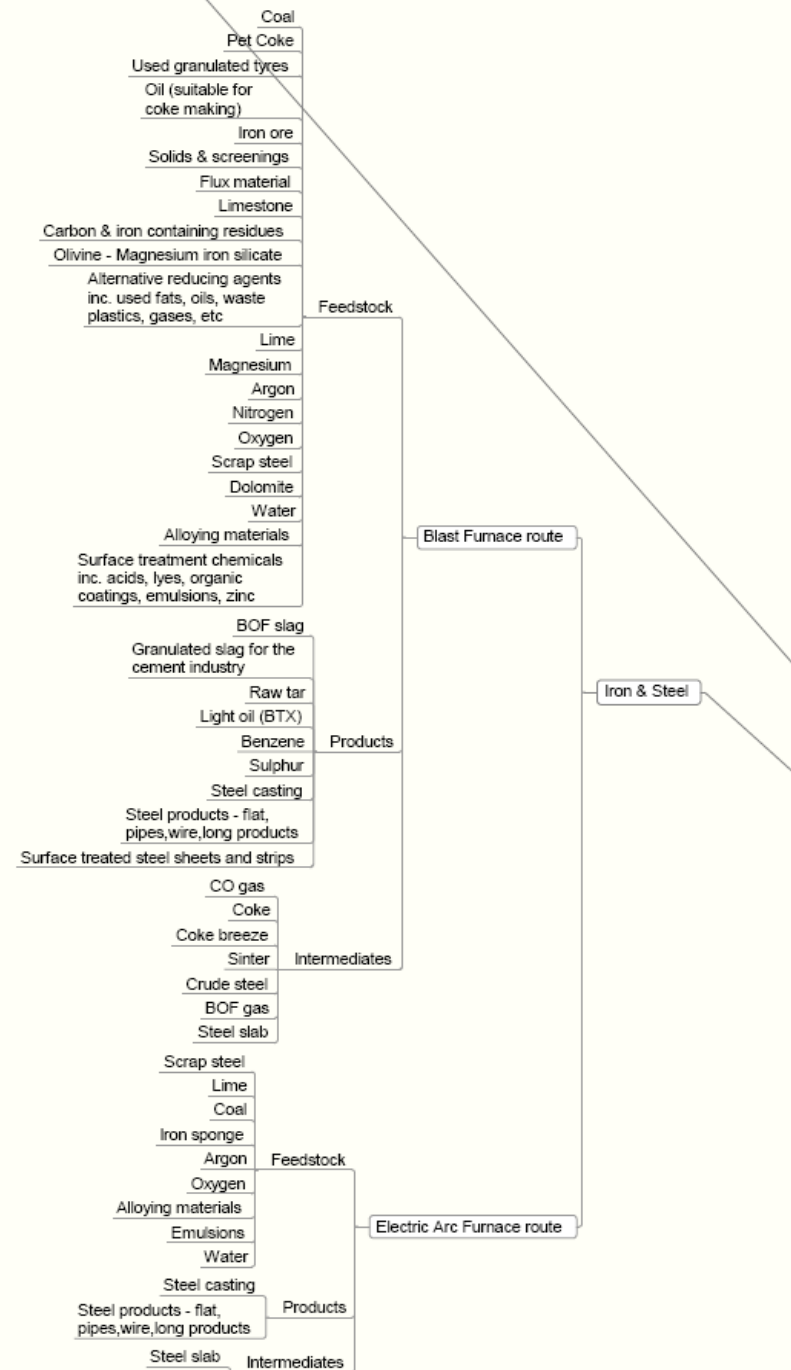 Coal
Pet Coke
Used granulated tyres
Oil (suitable for
coke making)
Iron ore
Solids & screenings
Flux material
Limestone
Carbon & iron containing residues
Olivine - Magnesium iron silicate
Alternative reducing agents
inc. used fats, oils, waste
plastics, gases, etc
Feedstock
Lime
Magnesium
Argon
Nitrogen
Oxygen
Scrap steel
Dolomite
Water
Alloying materials
Surface treatment chemicals
inc. acids, lyes, organic
coatings, emulsions, zinc
Blast Furnace route
BOF slag
Granulated slag for the
cement industry
Raw tar
Light oil (BTX)
Benzene
Products
Sulphur
Steel casting
Steel products - flat,
pipes,wire,long products
Surface treated steel sheets and strips
Iron & Steel
CO gas
Coke
Coke breeze
Sinter
Intermediates
Crude steel
BOF gas
Steel slab
Scrap steel
Lime
Coal
Iron sponge
Argon
Feedstock
Oxygen
Alloying materials
Emulsions
Water
Electric Arc Furnace route
Steel casting
Products
Steel products - flat,
pipes,wire,long products
Steel slab
Intermediates